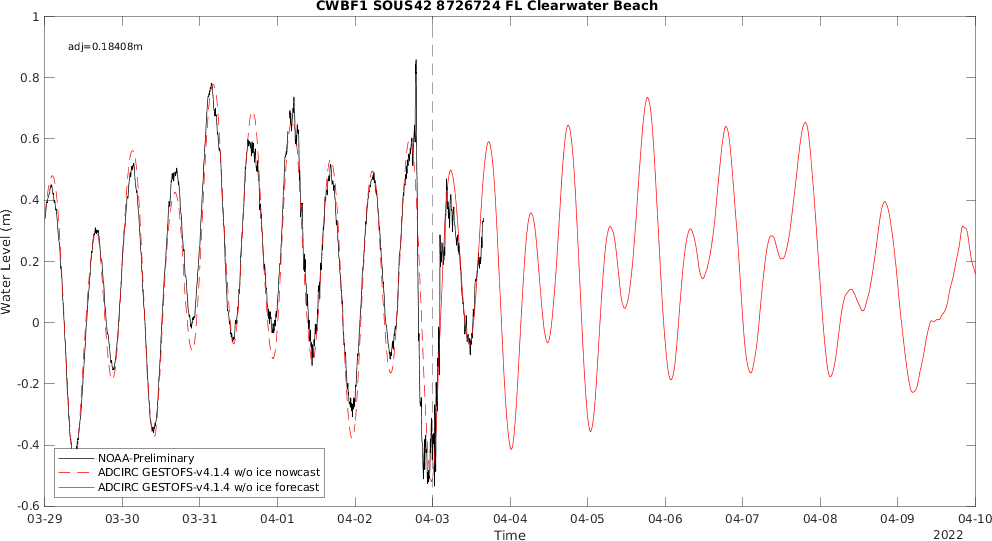 CWBF1 SOUS42 8726724 FL Clearwater Beach
adj=0.18408m
Water Level (m)
1
0.8
0.6
0.4
0.2
0
-0.2
-0.4
-0.6
NOAA-Preliminary
ADCIRC GESTOFS-v4.1.4 w/o ice nowcast
ADCIRC GESTOFS-v4.1.4 w/o ice forecast
03-29 03-30 03-31 04-01 04-02 04-03 04-04 04-05 04-06 04-07 04-08 04-09 04-10
Time
2022